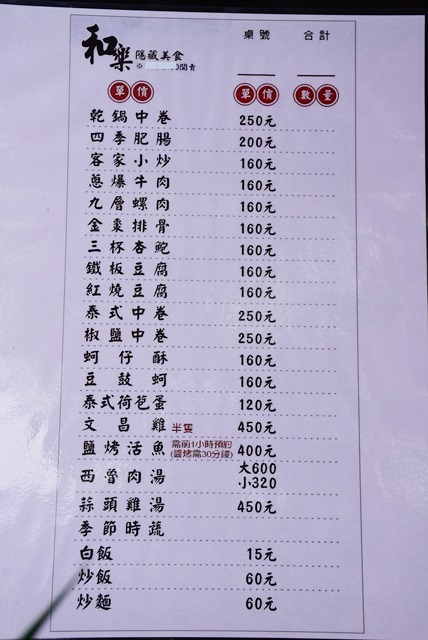 和樂 隱藏美食 桌號 合計
單價 單價 數量
乾鍋中卷 250元
四季肥腸 200元
客家小炒 160元
蔥爆牛肉 160元
九層螺肉 160元
金棗排骨 160元
三杯杏鮑 160元
鐵板豆腐 160元
紅燒豆腐 160元
泰式中卷 250元
椒鹽中卷 250元
蚵仔酥 160元
豆鼓蚵 160元
泰式荷苞蛋 120元
文昌雞 半隻 450元
鹽烤活魚 需前1小時預約 400元
(鹽烤需30分鐘)
西魯肉湯 大600
小320
蒜頭雞湯 450元
季節時蔬
白飯 15元
炒飯 60元
炒麵 60元